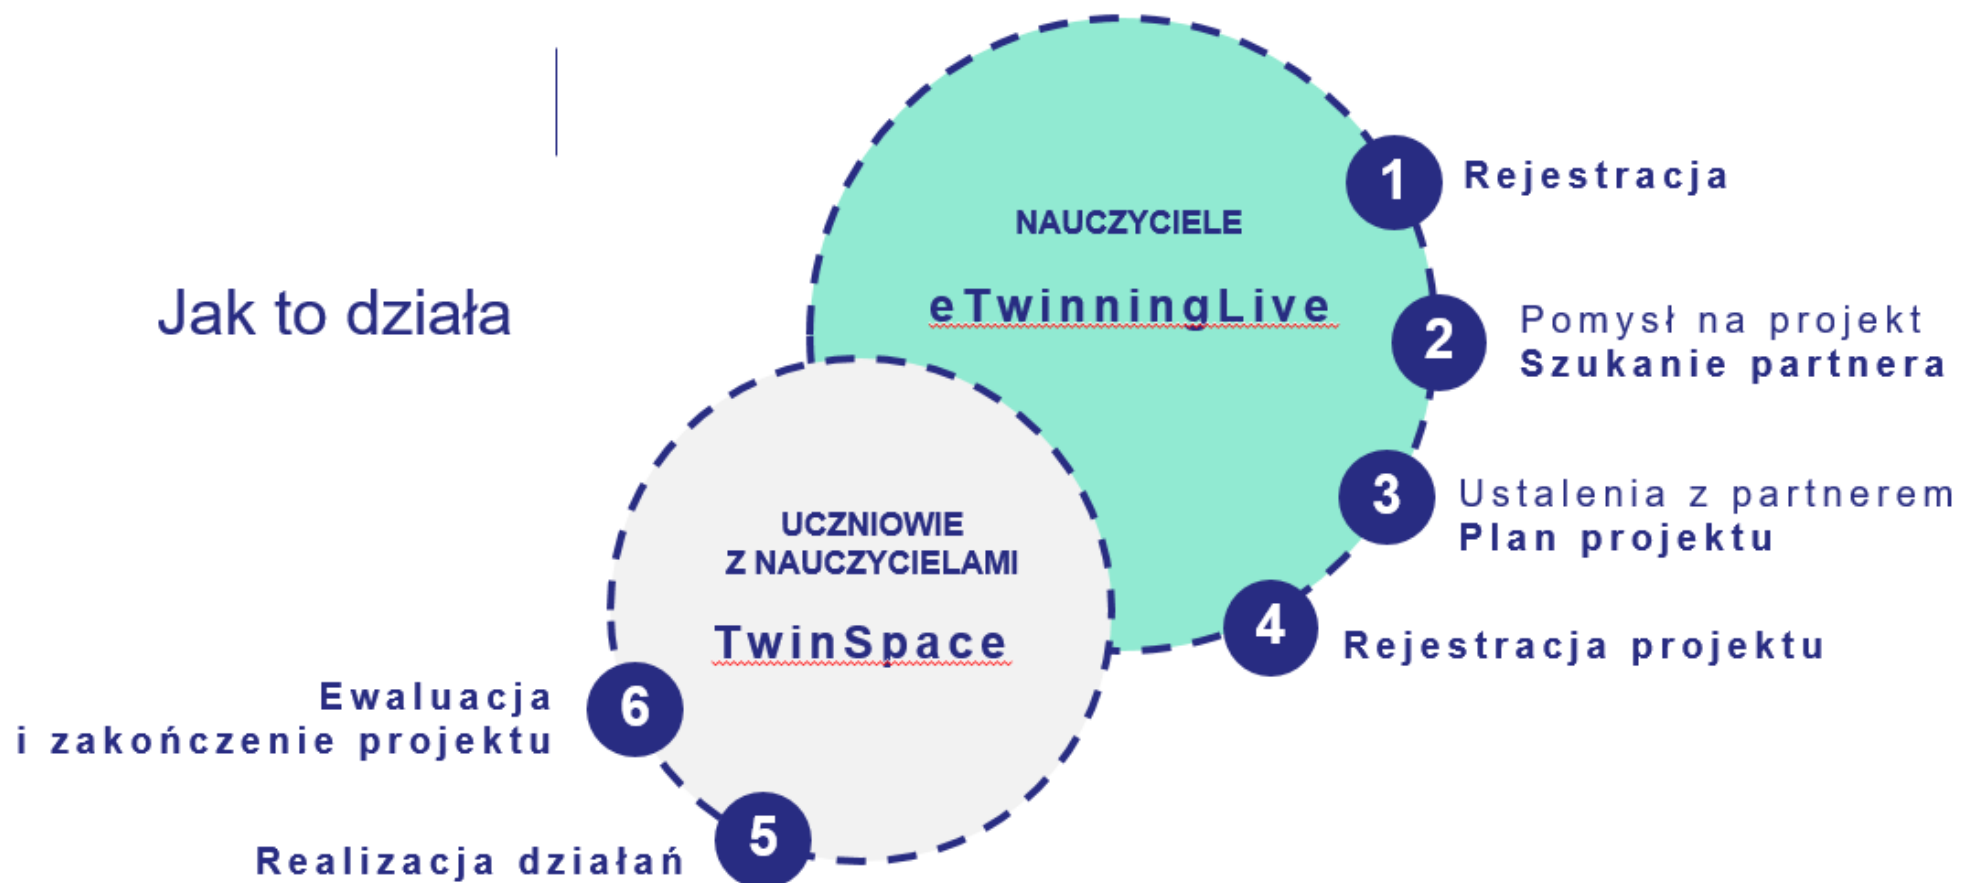 Jak to działa
NAUCZYCIELE
eTwinningLive
1
Rejestracja
2
Pomysł na projekt
Szukanie partnera
3
Ustalenia z partnerem
Plan projektu
4
Rejestracja projektu
UCZNIOWIE
Z NAUCZYCIELAMI
TwinSpace
5
Realizacja działań
6
Ewaluacja
i zakończenie projektu